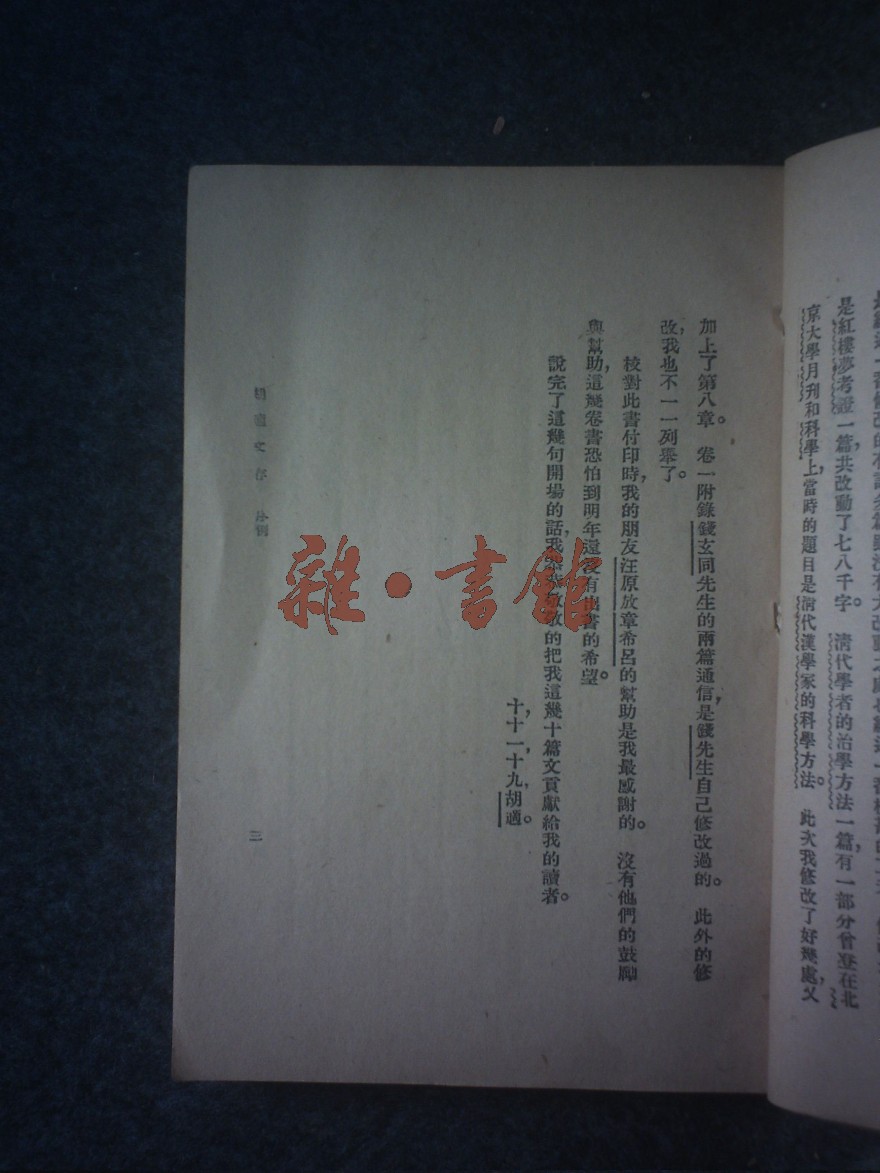 是紅樓夢考證一篇,共改動了七八千字。 清代學者的治學方法一篇,有一部分曾登在北
京大學月刊和科學上,當時的題目是清代漢學家的科學方法。 此次我修改了好幾處,又
加上了第八章。 卷一附錄錢玄同先生的兩篇通信,是錢先生自己修改過的。 此外的修
改,我也不一一列舉了。
校對此書付印時,我的朋友汪原放章希呂的幫助是我最感謝的。 沒有他們的鼓勵
與幫助,這幾卷書恐怕到明年還沒有出書的希望。
說完了這幾句開場的話,我恭恭敬敬的把我這幾十篇文貢獻給我的讀者。
十,十一,十九,胡適。
胡適文存 序例
三
雜·書館